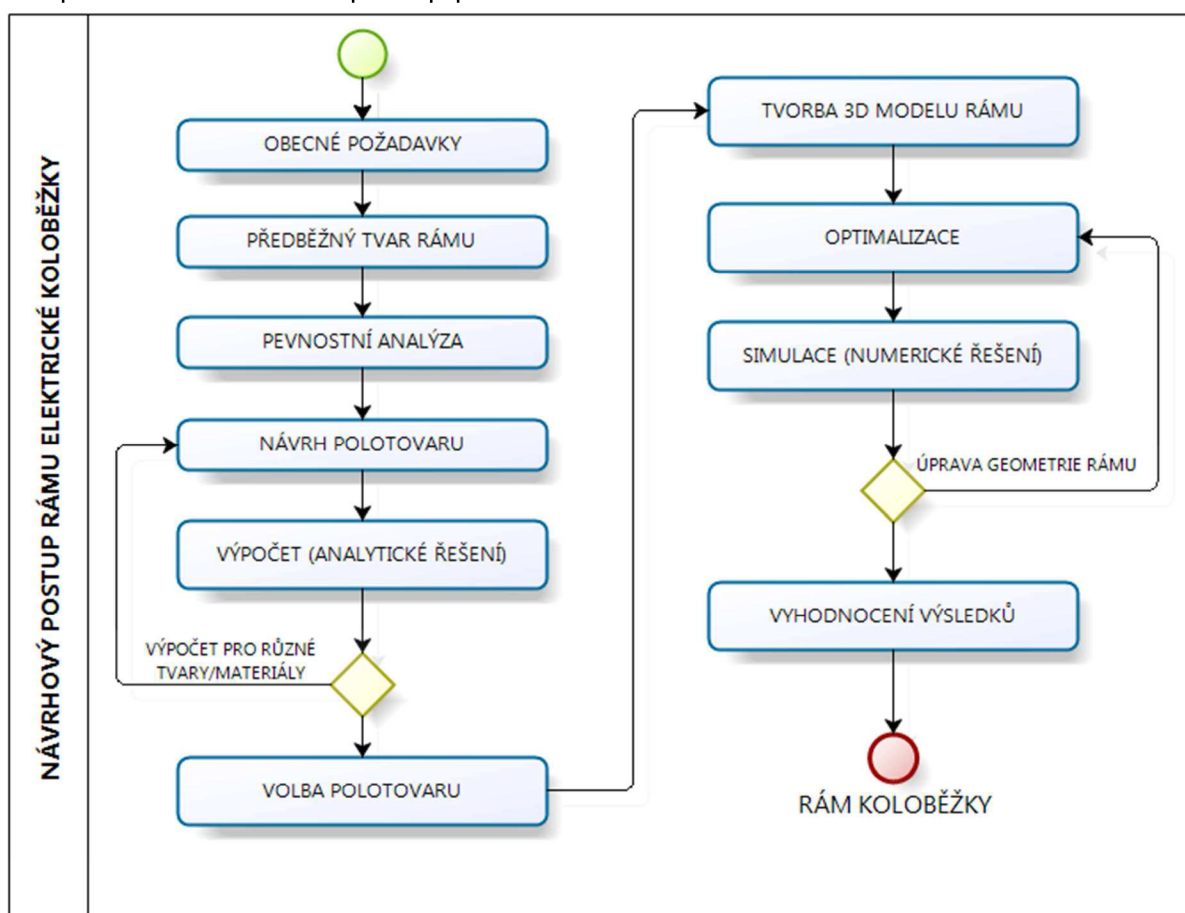 NÁVRHOVÝ POSTUP RÁMU ELEKTRICKÉ KOLOBĚŽKY
OBECNÉ POŽADAVKY
PŘEDBĚŽNÝ TVAR RÁMU
PEVNOSTNÍ ANALÝZA
NÁVRH POLOTOVARU
VÝPOČET (ANALYTICKÉ ŘEŠENÍ)
VÝPOČET PRO RŮZNÉ
TVARY/MATERIÁLY
VOLBA POLOTOVARU
TVORBA 3D MODELU RÁMU
OPTIMALIZACE
SIMULACE (NUMERICKÉ ŘEŠENÍ)
ÚPRAVA GEOMETRIE RÁMU
VYHODNOCENÍ VÝSLEDKŮ
RÁM KOLOBĚŽKY